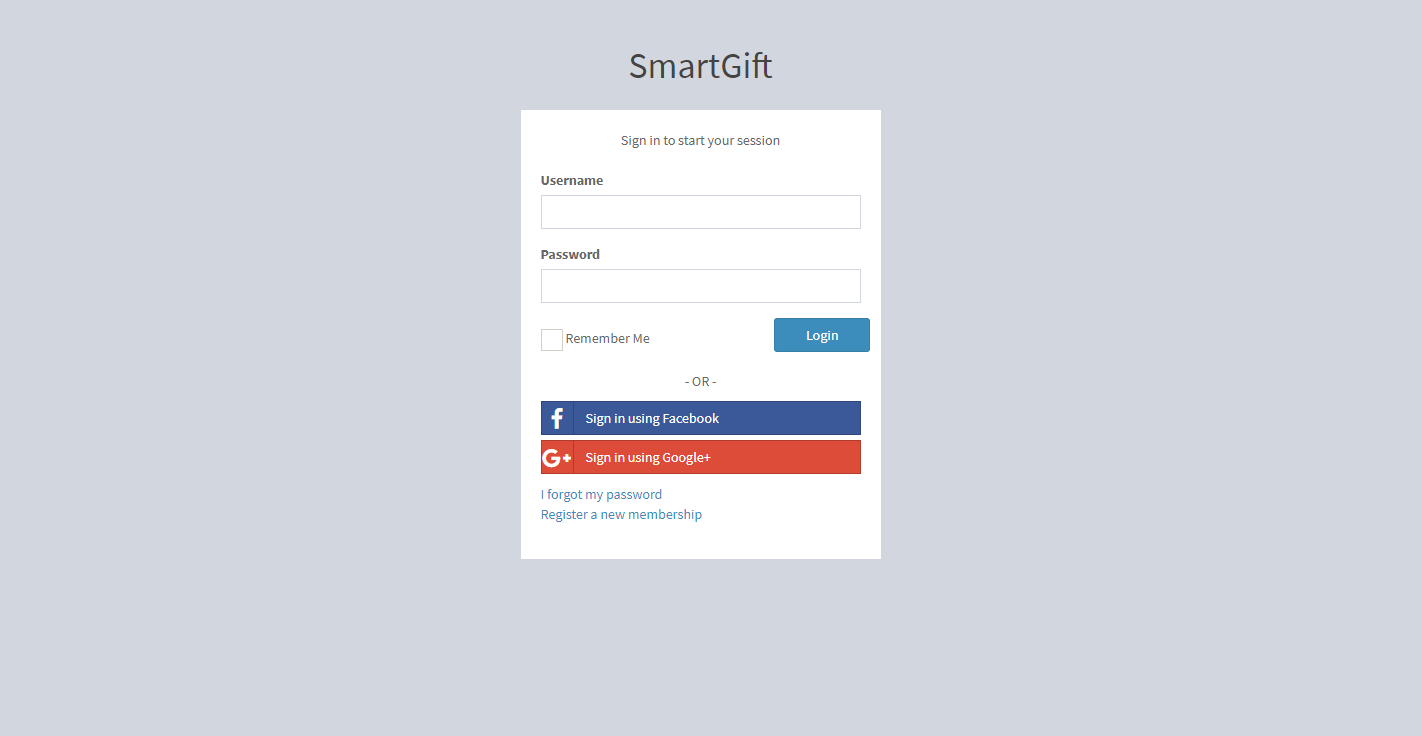 SmartGift
Sign in to start your session
Username
Password
Remember Me
Login
- OR -
Sign in using Facebook
Sign in using Google+
I forgot my password
Register a new membership